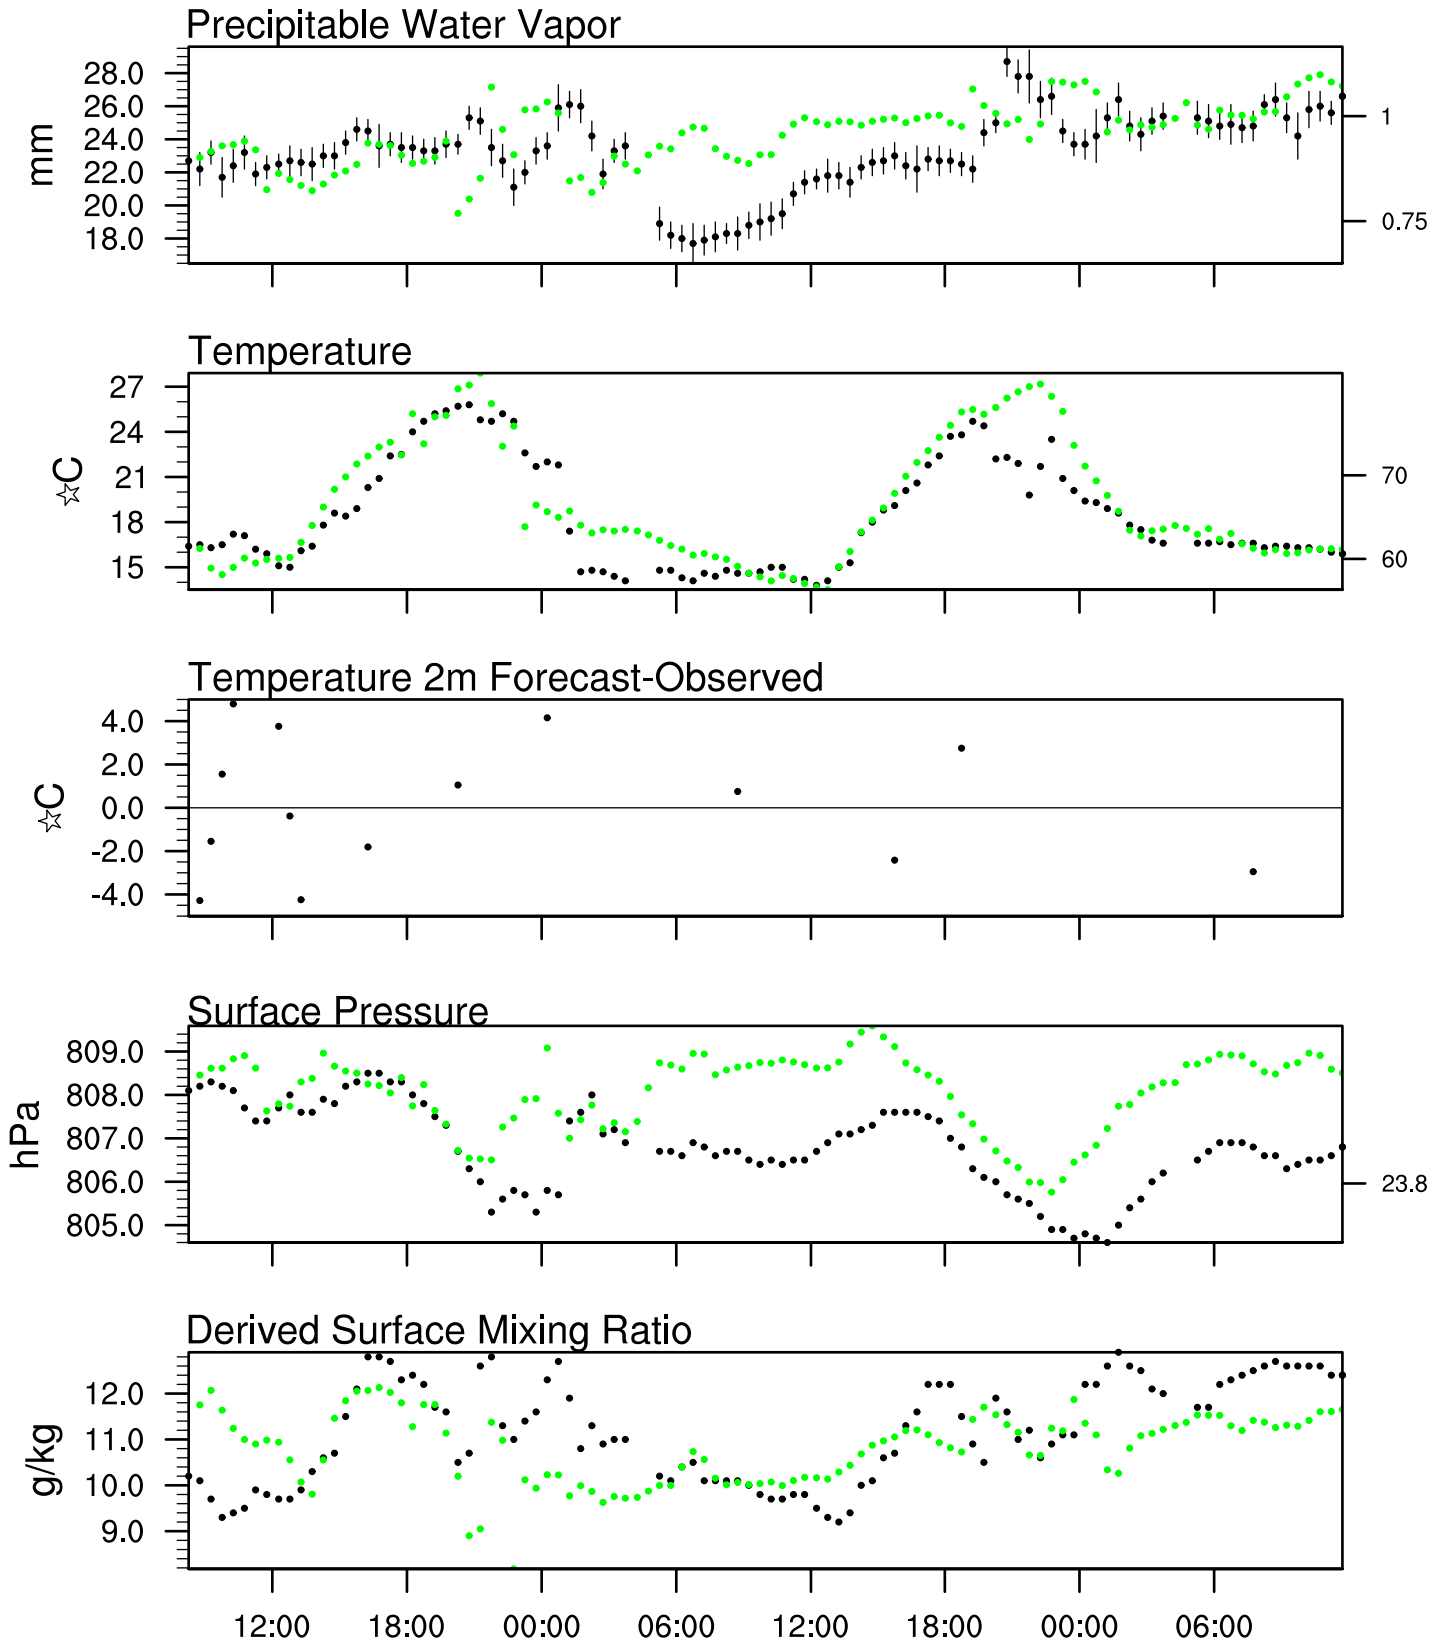 Precipitable Water Vapor
mm
28.0
26.0
24.0
22.0
20.0
18.0
1
0.75
Temperature
☆C
27
24
21
18
15
70
60
Temperature 2m Forecast-Observed
☆C
4.0
2.0
0.0
-2.0
-4.0
Surface Pressure
hPa
809.0
808.0
807.0
806.0
805.0
23.8
Derived Surface Mixing Ratio
g/kg
12.0
11.0
10.0
9.0
12:00 18:00 00:00 06:00 12:00 18:00 00:00 06:00